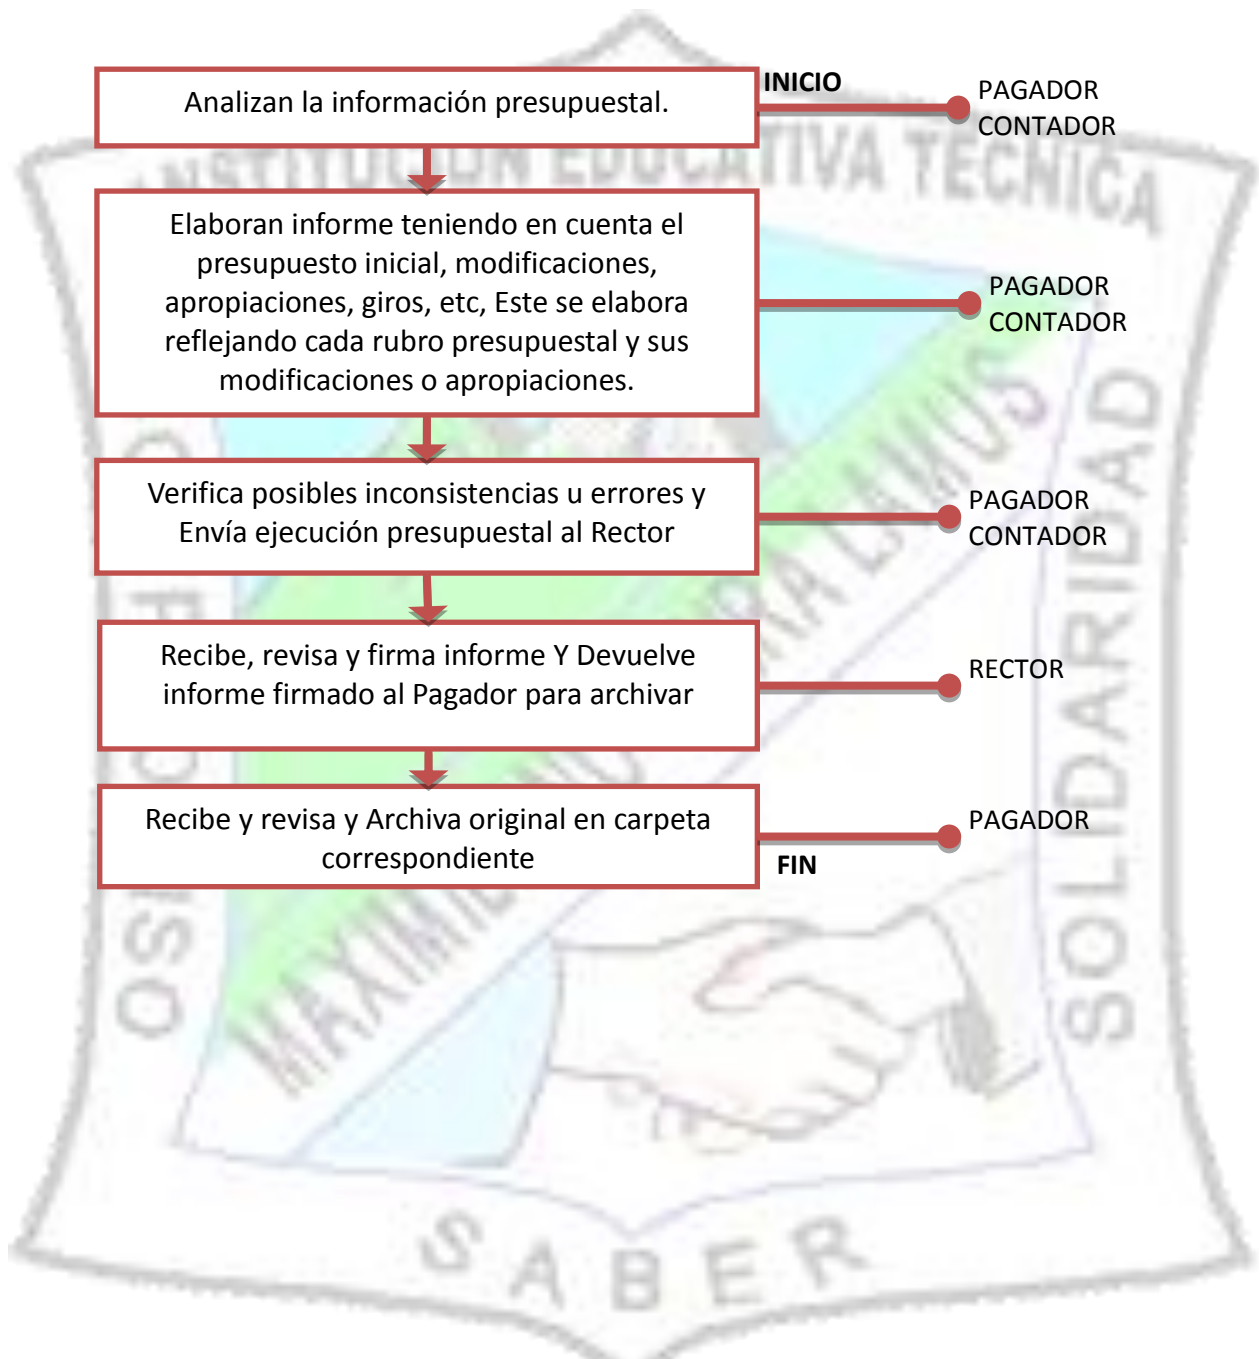 INICIO
Analizan la información presupuestal.
PAGADOR
CONTADOR
INSTITUCIÓN EDUCATIVA TECNICA
Elaboran informe teniendo en cuenta el
presupuesto inicial, modificaciones,
apropiaciones, giros, etc, Este se elabora
reflejando cada rubro presupuestal y sus
modificaciones o apropiaciones.
PAGADOR
CONTADOR
Verifica posibles inconsistencias u errores y
Envía ejecución presupuestal al Rector
PAGADOR
CONTADOR
Recibe, revisa y firma informe Y Devuelve
informe firmado al Pagador para archivar
RECTOR
Recibe y revisa y Archiva original en carpeta
correspondiente
PAGADOR
FIN
LAMUS
SOLIDARIDAD
SABER